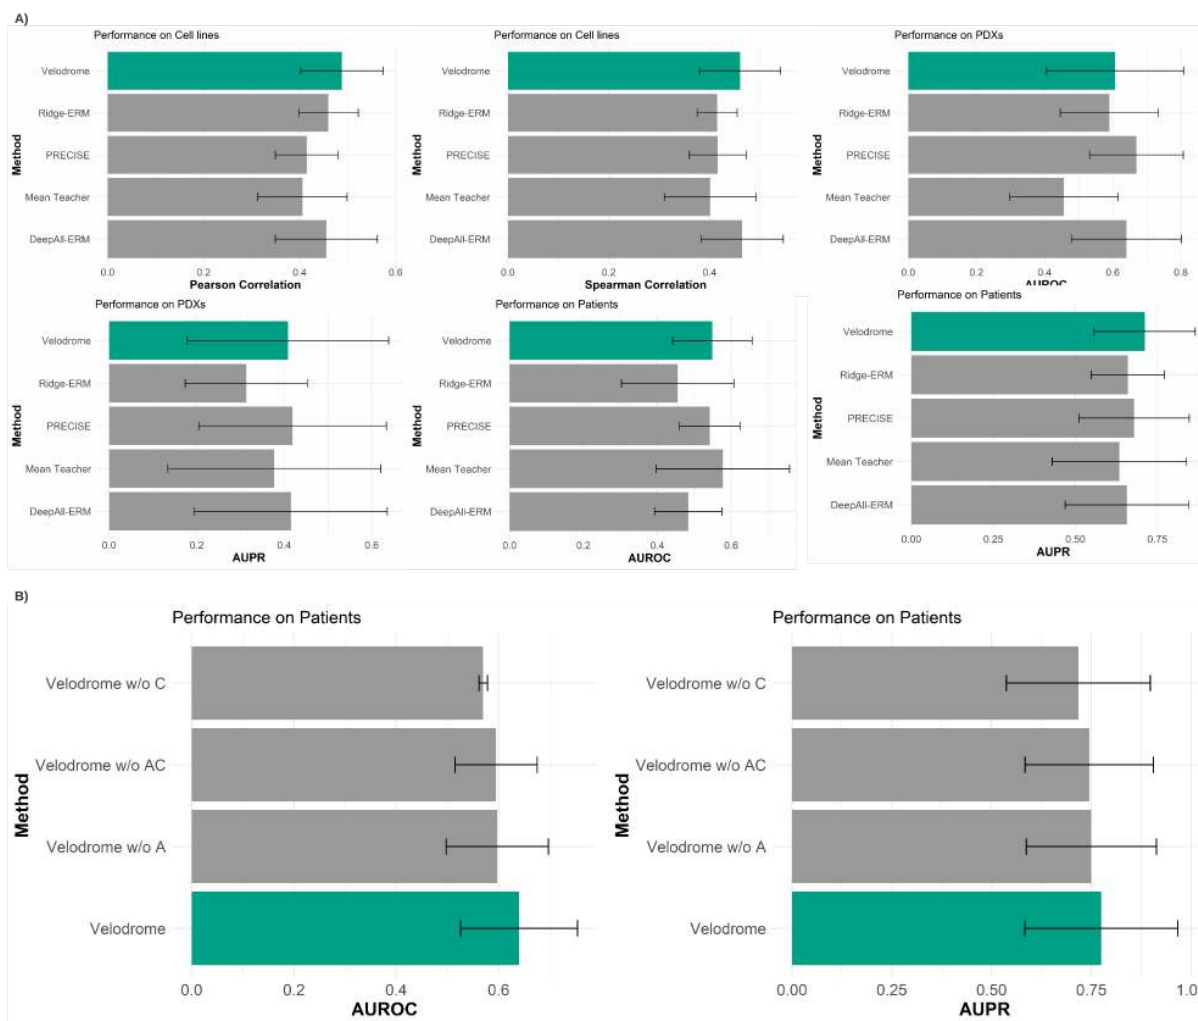 A)
Performance on Cell lines
Velodrome
Ridge-ERM
PRECISE
Mean Teacher
DeepAll-ERM
Method
0.0 0.2 0.4 0.6
Pearson Correlation
Performance on Cell lines
Velodrome
Ridge-ERM
PRECISE
Mean Teacher
DeepAll-ERM
Method
0.0 0.2 0.4
Spearman Correlation
Performance on PDXs
Velodrome
Ridge-ERM
PRECISE
Mean Teacher
DeepAll-ERM
Method
0.0 0.2 0.4 0.6 0.8
AUROC
Performance on PDXs
Velodrome
Ridge-ERM
PRECISE
Mean Teacher
DeepAll-ERM
Method
0.0 0.2 0.4 0.6
AUPR
Performance on Patients
Velodrome
Ridge-ERM
PRECISE
Mean Teacher
DeepAll-ERM
Method
0.0 0.2 0.4 0.6
AUROC
Performance on Patients
Velodrome
Ridge-ERM
PRECISE
Mean Teacher
DeepAll-ERM
Method
0.00 0.25 0.50 0.75
AUPR
B)
Performance on Patients
Velodrome w/o C
Velodrome w/o AC
Velodrome w/o A
Velodrome
Method
0.0 0.2 0.4 0.6
AUROC
Performance on Patients
Velodrome w/o C
Velodrome w/o AC
Velodrome w/o A
Velodrome
Method
0.00 0.25 0.50 0.75 1.0
AUPR